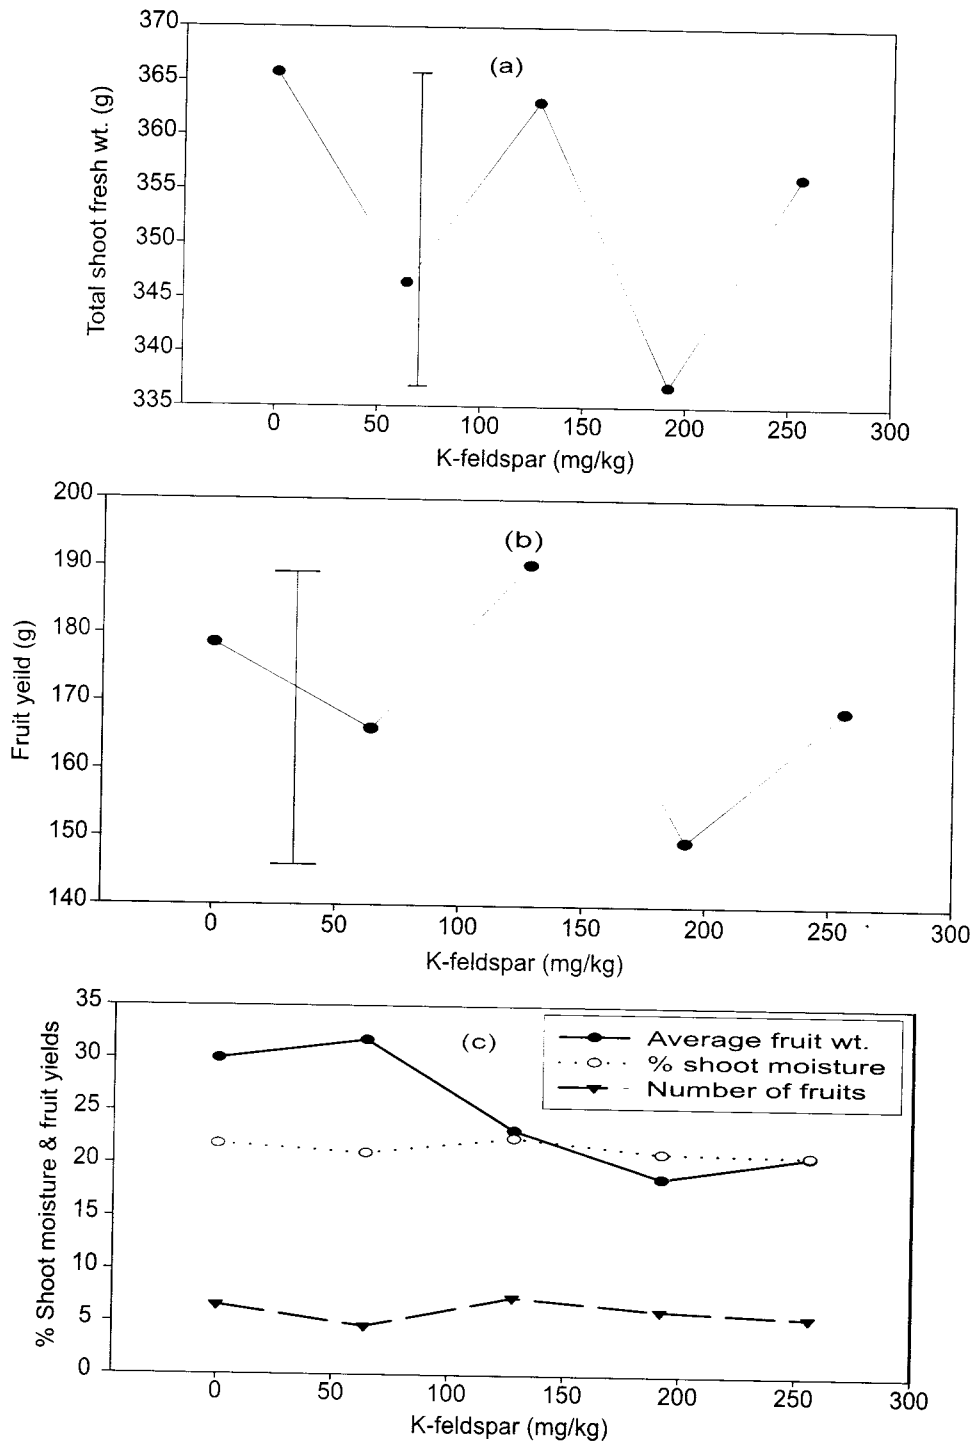 (a)
Total shoot fresh wt. (g)
370
365
360
355
350
345
340
335
0 50 100 150 200 250 300
K-feldspar (mg/kg)
(b)
Fruit yeild (g)
200
190
180
170
160
150
140
0 50 100 150 200 250 300
K-feldspar (mg/kg)
(c)
% Shoot moisture & fruit yields
35
30
25
20
15
10
5
0
Average fruit wt.
% shoot moisture
Number of fruits
0 50 100 150 200 250 300
K-feldspar (mg/kg)